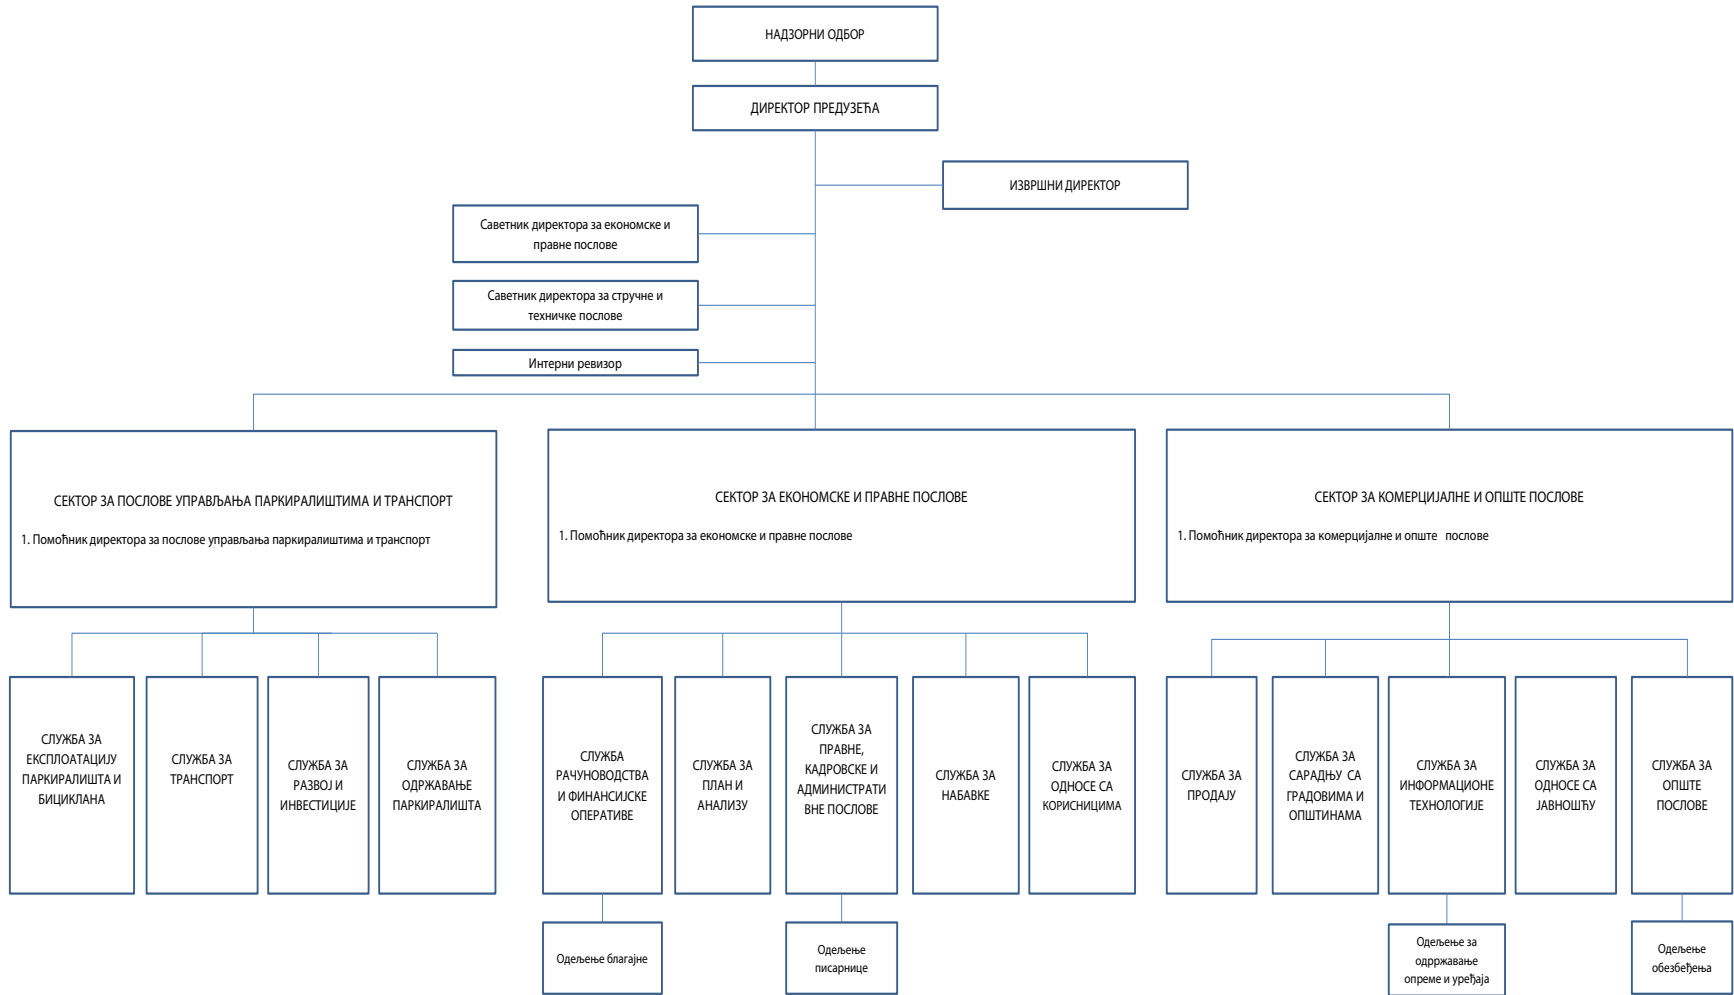 НАДЗОРНИ ОДБОР
ДИРЕКТОР ПРЕДУЗЕЋА
ИЗВРШНИ ДИРЕКТОР
Саветник директора за економске и
правне послове
Саветник директора за стручне и
техничке послове
Интерни ревизор
СЕКТОР ЗА ПОСЛОВЕ УПРАВЉАЊА ПАРКИРАЛИШТИМА И ТРАНСПОРТ
1. Помоћник директора за послове управљања паркиралиштима и транспорт
СЕКТОР ЗА ЕКОНОМСКЕ И ПРАВНЕ ПОСЛОВЕ
1. Помоћник директора за економске и правне послове
СЕКТОР ЗА КОМЕРЦИЈАЛНЕ И ОПШТЕ ПОСЛОВЕ
1. Помоћник директора за комерцијалне и опште послове
СЛУЖБА ЗА
ЕКСПЛОАТАЦИЈУ
ПАРКИРАЛИШТА И
БИЦИКЛАНА
СЛУЖБА ЗА
ТРАНСПОРТ
СЛУЖБА ЗА
РАЗВОЈ И
ИНВЕСТИЦИЈЕ
СЛУЖБА ЗА
ОДРЖАВАЊЕ
ПАРКИРАЛИШТА
СЛУЖБА
РАЧУНОВОДСТВА
И ФИНАНСИЈСКЕ
ОПЕРАТИВЕ
СЛУЖБА ЗА
ПЛАН И
АНАЛИЗУ
СЛУЖБА ЗА
ПРАВНЕ,
КАДРОВСКЕ И
АДМИНИСТРАТИ
ВНЕ ПОСЛОВЕ
СЛУЖБА ЗА
НАБАВКЕ
СЛУЖБА ЗА
ОДНОСЕ СА
КОРИСНИЦИМА
СЛУЖБА ЗА
ПРОДАЈУ
СЛУЖБА ЗА
САРАДЊУ СА
ГРАДОВИМА И
ОПШТИНАМА
СЛУЖБА ЗА
ИНФОРМАЦИОНЕ
ТЕХНОЛОГИЈЕ
СЛУЖБА ЗА
ОДНОСЕ СА
ЈАВНОШЋУ
СЛУЖБА ЗА
ОПШТЕ
ПОСЛОВЕ
Одељење благајне
Одељење
писарнице
Одељење за
одрржавање
опреме и уређаја
Одељење
обезбеђења